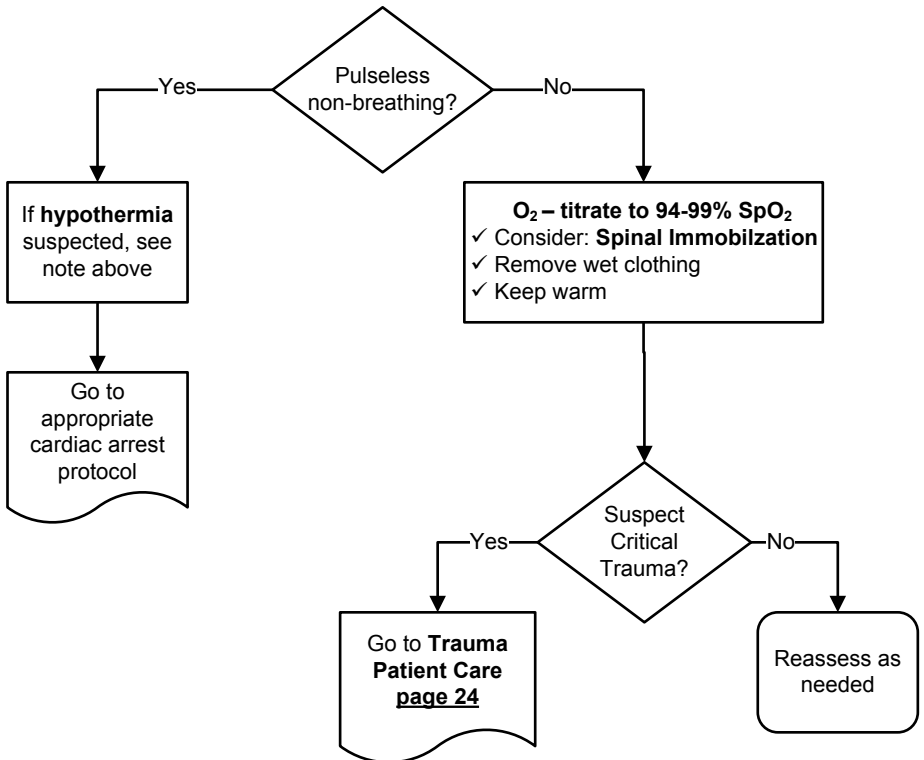 Pulseless
non-breathing?
Yes
No
If hypothermia
suspected, see
note above
O₂ – titrate to 94-99% SpO₂
✓ Consider: Spinal Immobilzation
✓ Remove wet clothing
✓ Keep warm
Go to
appropriate
cardiac arrest
protocol
Suspect
Critical
Trauma?
Yes
No
Go to Trauma
Patient Care
page 24
Reassess as
needed